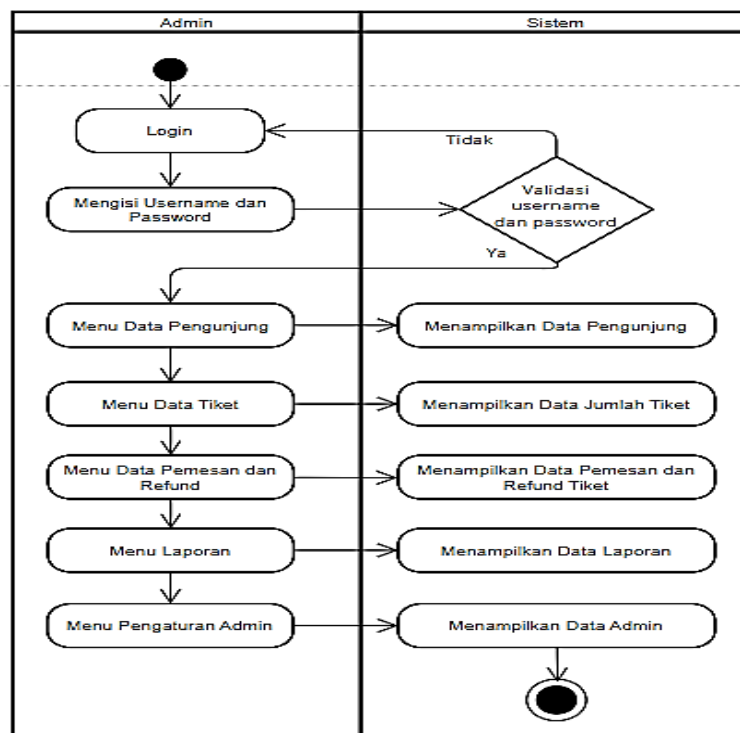 Admin
Sistem
Login
Tidak
Mengisi Username dan
Password
Validasi
username
dan password
Ya
Menu Data Pengunjung
Menampilkan Data Pengunjung
Menu Data Tiket
Menampilkan Data Jumlah Tiket
Menu Data Pemesan dan
Refund
Menampilkan Data Pemesan dan
Refund Tiket
Menu Laporan
Menampilkan Data Laporan
Menu Pengaturan Admin
Menampilkan Data Admin